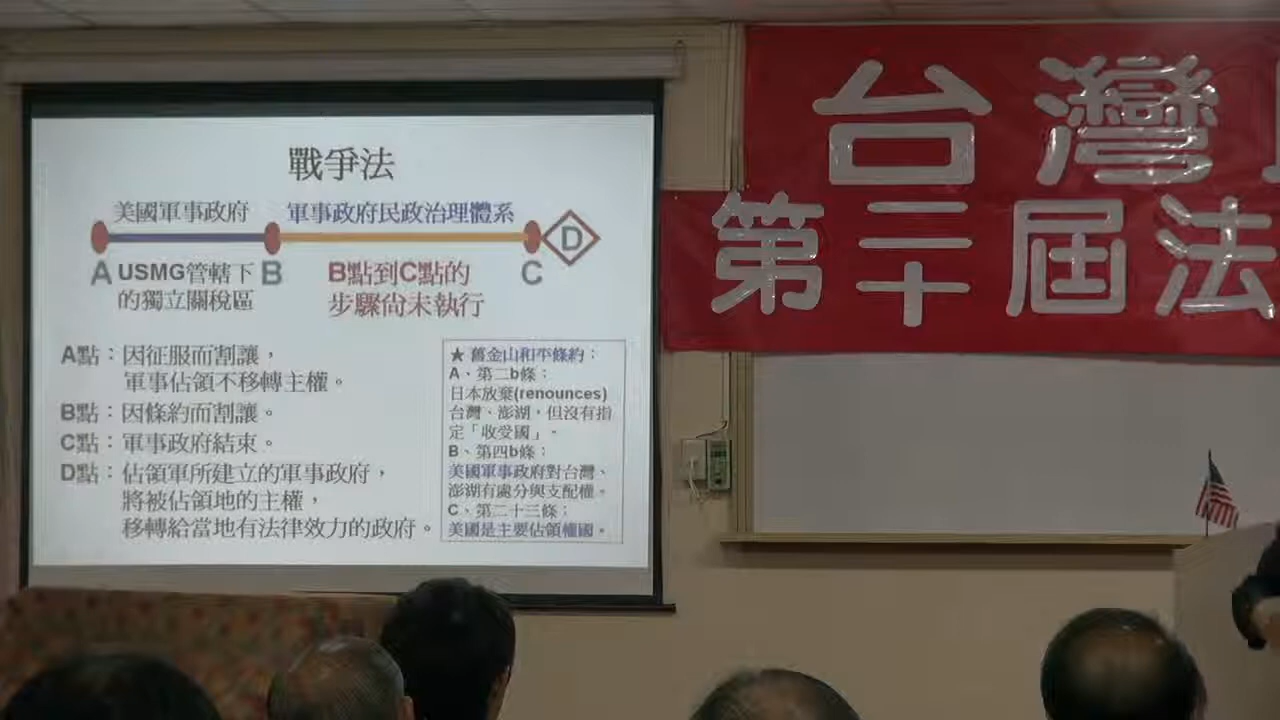 戰爭法
美國軍事政府
軍事政府民政治理體系
A
B
C
D
USMG管轄下
的獨立關稅區
B點到C點的
步驟尚未執行
A點：因征服而割讓，
軍事佔領不移轉主權。
B點：因條約而割讓。
C點：軍事政府結束。
D點：佔領軍所建立的軍事政府，
將被佔領地的主權，
移轉給當地有法律效力的政府。
★ 舊金山和平條約：
A、第二b條：
日本放棄(renounces)
台灣、澎湖，但沒有指
定「收受國」。
B、第四b條：
美國軍事政府對台灣、
澎湖有處分與支配權。
C、第二十三條：
美國是主要佔領權國。
台灣
第二十屆法